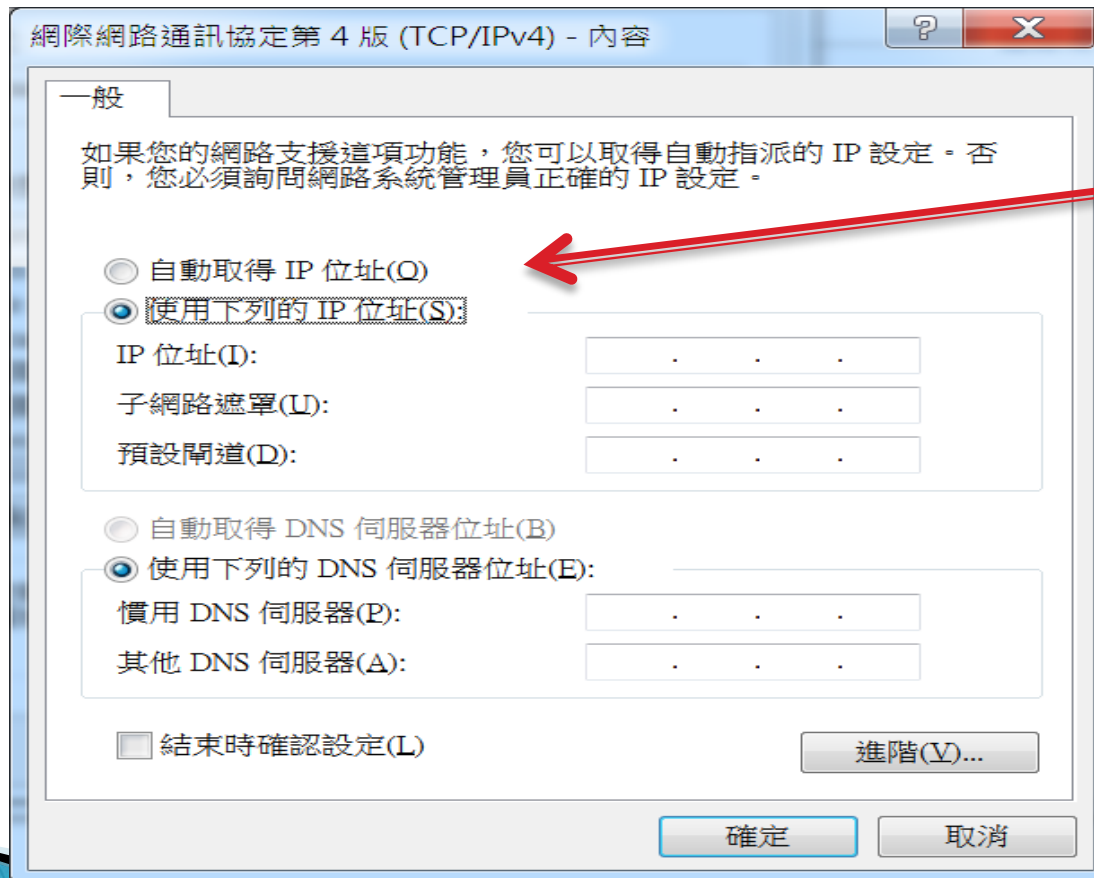 網際網路通訊協定第 4 版 (TCP/IPv4) - 內容
一般
如果您的網路支援這項功能，您可以取得自動指派的 IP 設定。否
則，您必須詢問網路系統管理員正確的 IP 設定。
自動取得 IP 位址(O)
使用下列的 IP 位址(S):
IP 位址(I):
子網路遮罩(U):
預設閘道(D):
自動取得 DNS 伺服器位址(B)
使用下列的 DNS 伺服器位址(E):
慣用 DNS 伺服器(P):
其他 DNS 伺服器(A):
結束時確認設定(L)
進階(V)...
確定
取消